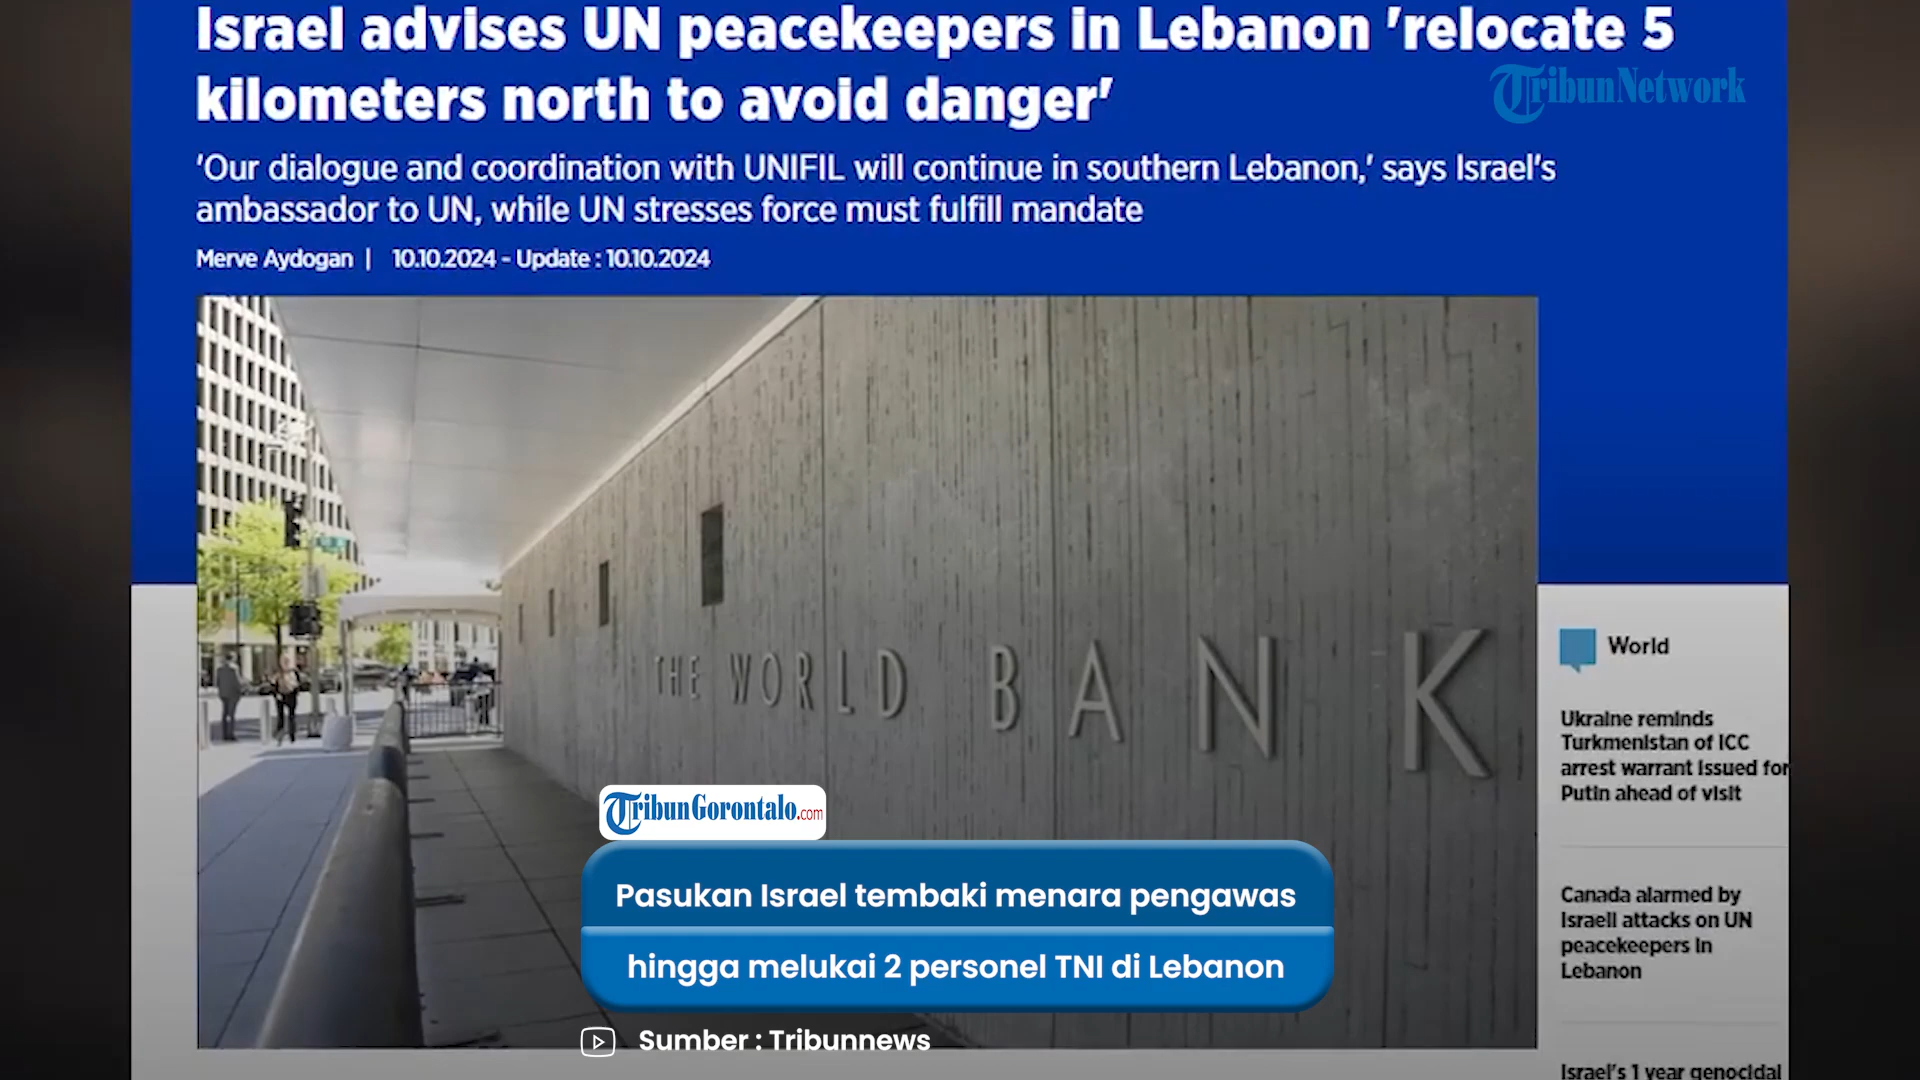 Israel advises UN peacekeepers in Lebanon 'relocate 5
kilometers north to avoid danger'
TribunNetwork
'Our dialogue and coordination with UNIFIL will continue in southern Lebanon,' says Israel's
ambassador to UN, while UN stresses force must fulfill mandate
Merve Aydogan | 10.10.2024 - Update : 10.10.2024
THE WORLD BANK
World
Ukraine reminds
Turkmenistan of ICC
arrest warrant issued for
Putin ahead of visit
Canada alarmed by
Israeli attacks on UN
peacekeepers in
Lebanon
Israel's 1 year genocidal
TribunGorontalo.com
Pasukan Israel tembaki menara pengawas
hingga melukai 2 personel TNI di Lebanon
Sumber : Tribunnews